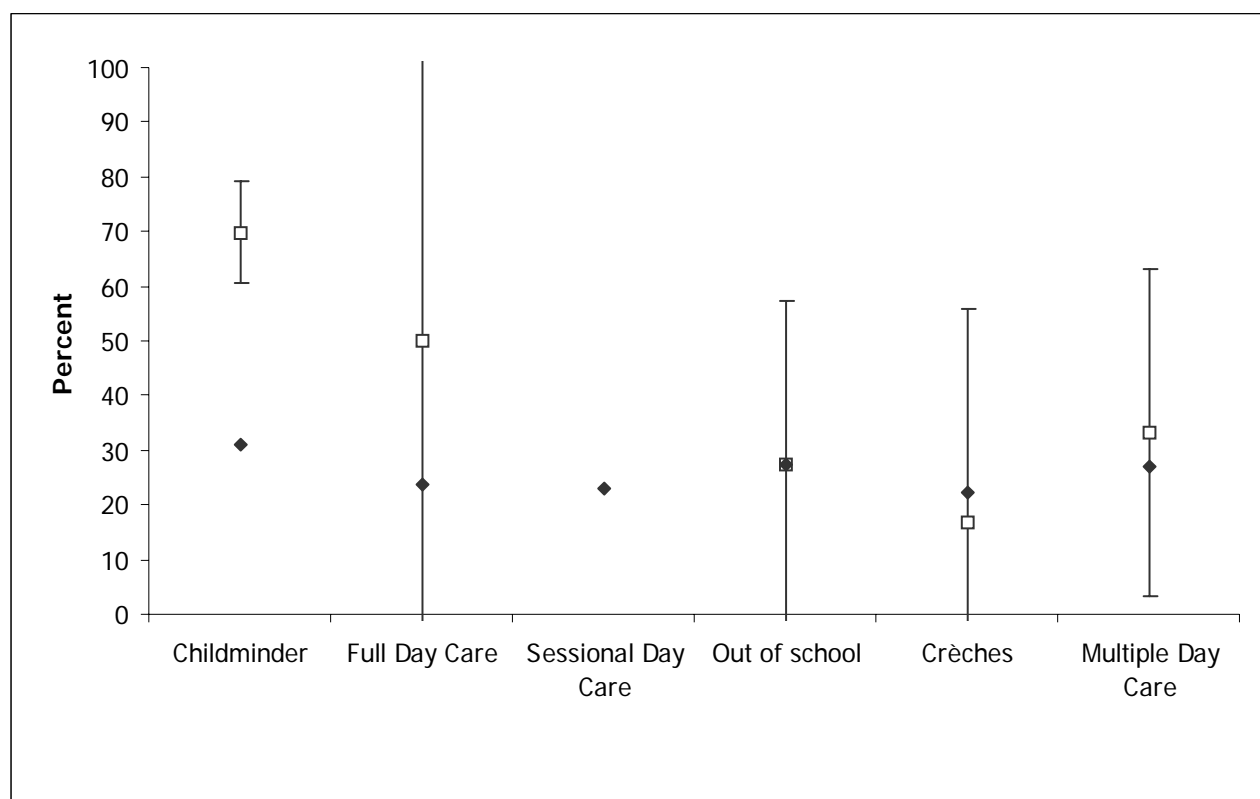 100
90
80
70
60
50
40
30
20
10
0
Percent
Childminder
Full Day Care
Sessional Day
Care
Out of school
Crèches
Multiple Day
Care